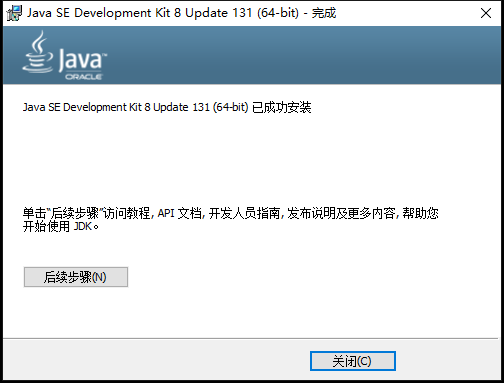 Java SE Development Kit 8 Update 131 (64-bit) - 完成
Java™
ORACLE
Java SE Development Kit 8 Update 131 (64-bit) 已成功安装
单击“后续步骤”访问教程, API 文档, 开发人员指南, 发布说明及更多内容, 帮助您
开始使用 JDK。
后续步骤(N)
关闭(C)